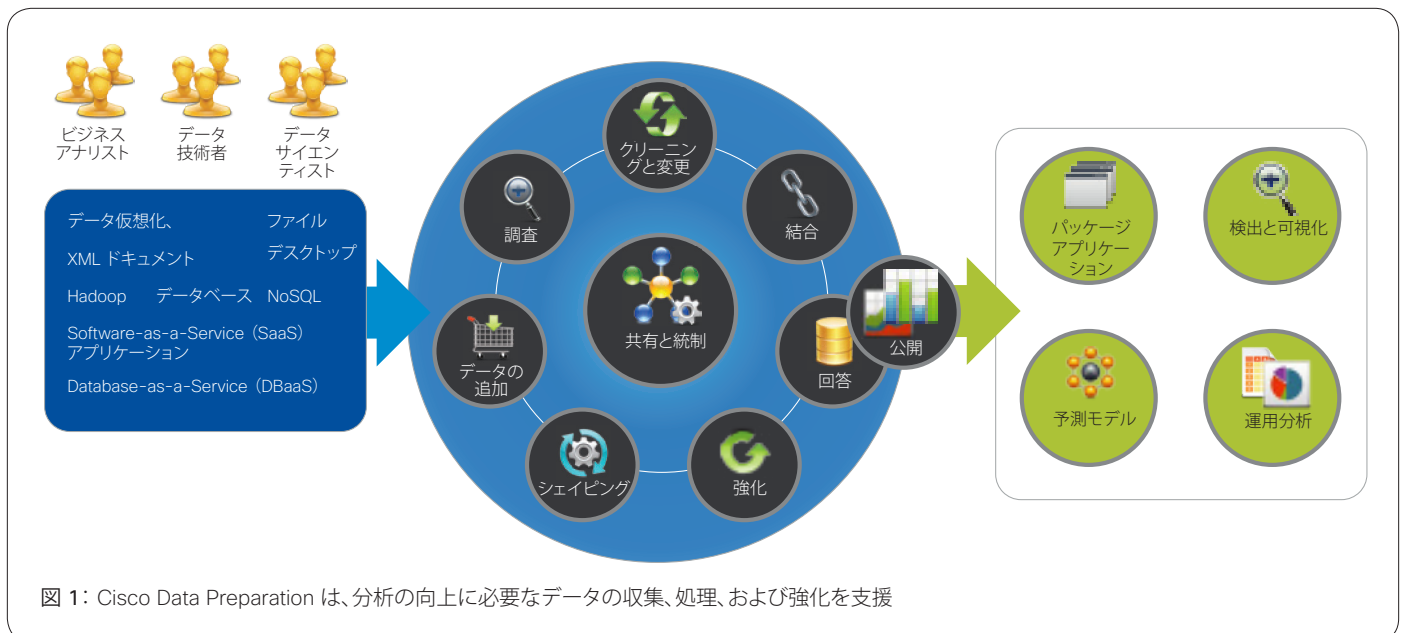 ビジネス
アナリスト
データ
技術者
データ
サイエン
ティスト
データ仮想化、
ファイル
XML ドキュメント
デスクトップ
Hadoop データベース NoSQL
Software-as-a-Service（SaaS）
アプリケーション
Database-as-a-Service（DBaaS）
クリーニン
グと変更
調査
結合
共有と統制
データの
追加
回答
公開
シェイピング
強化
パッケージ
アプリケー
ション
検出と可視化
予測モデル
運用分析
図 1： Cisco Data Preparation は、分析の向上に必要なデータの収集、処理、および強化を支援